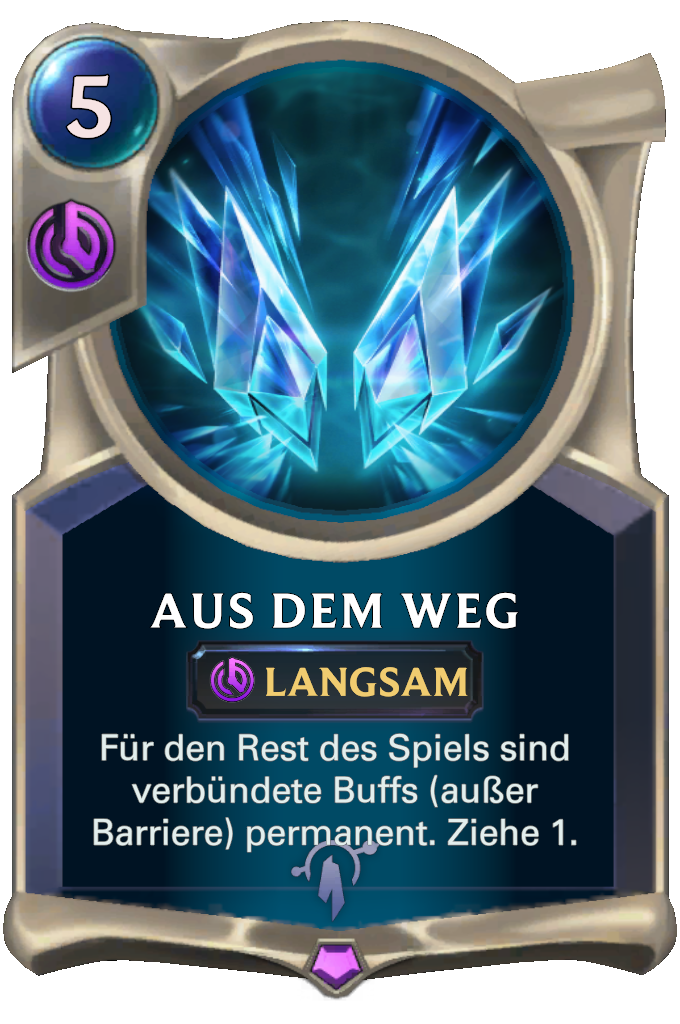 5
AUS DEM WEG
LANGSAM
Für den Rest des Spiels sind
verbündete Buffs (außer
Barriere) permanent. Ziehe 1.